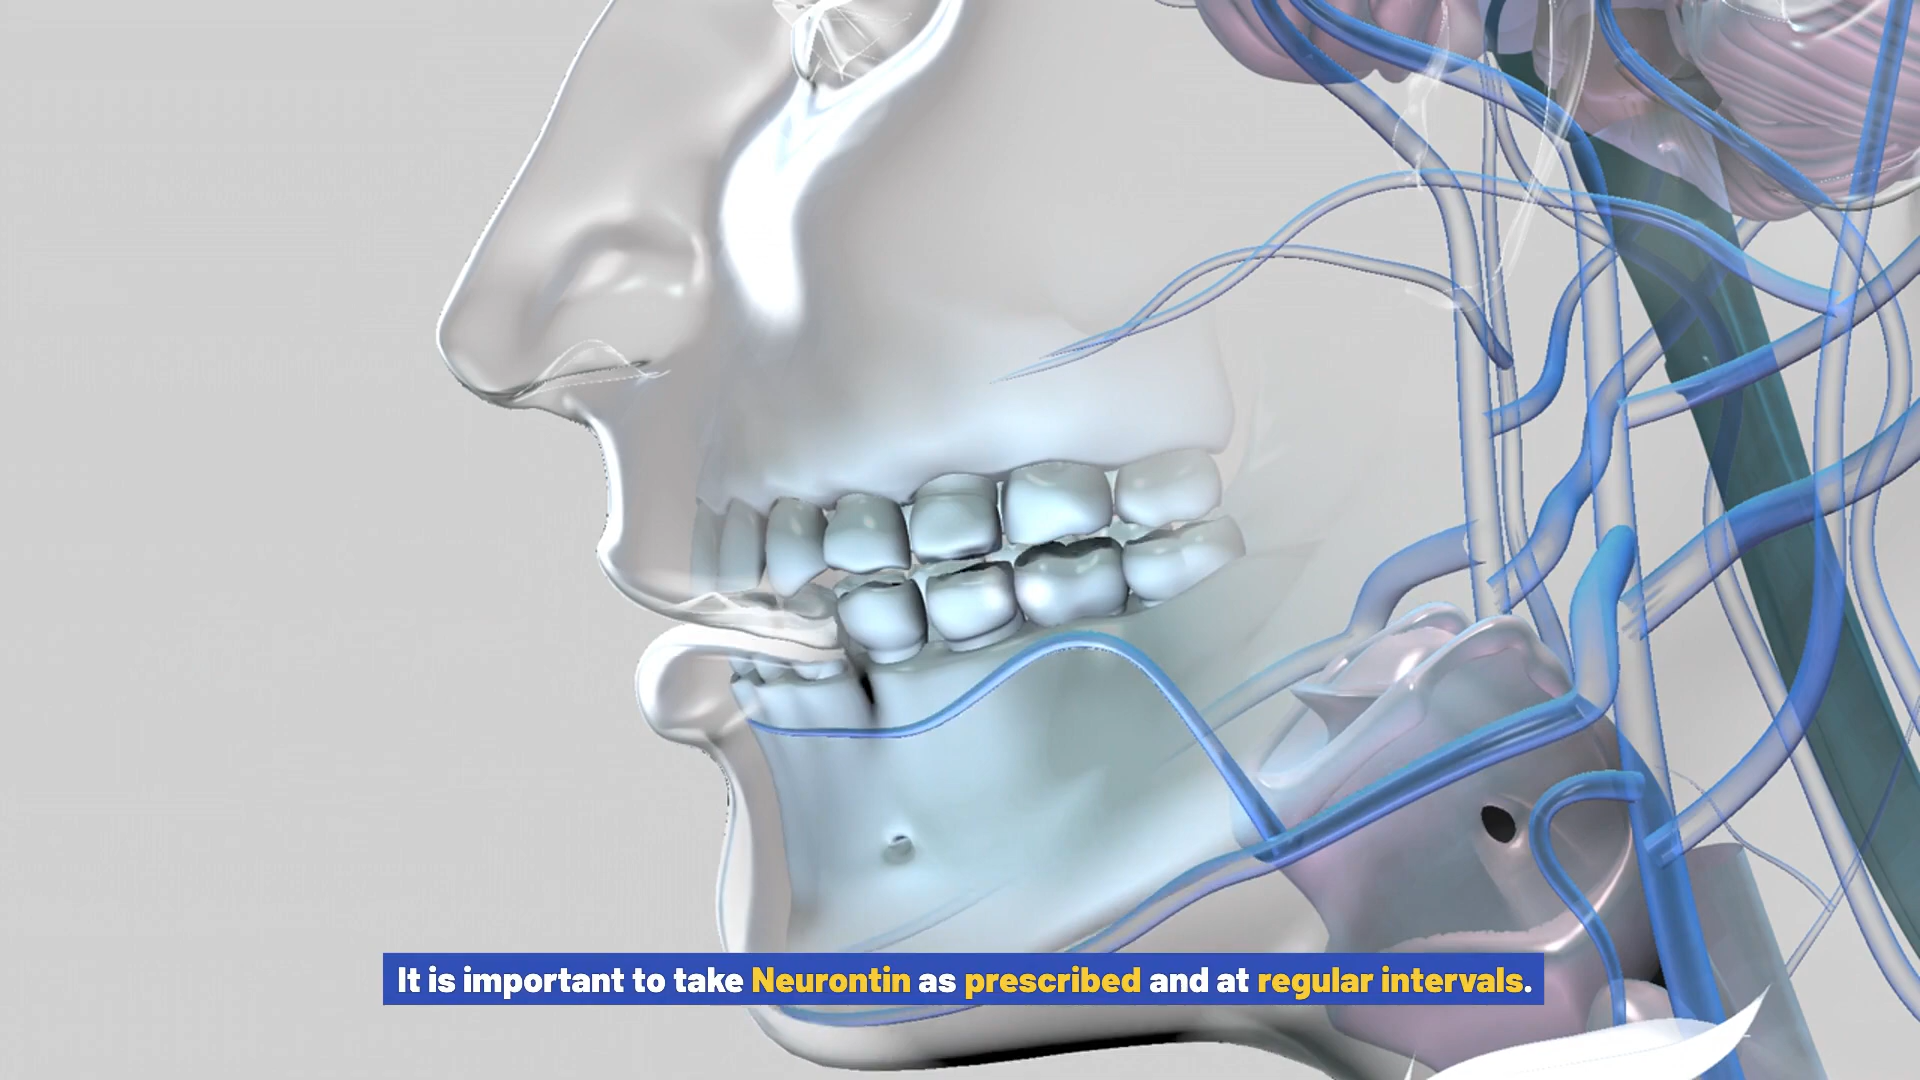 It is important to take Neurontin as prescribed and at regular intervals.